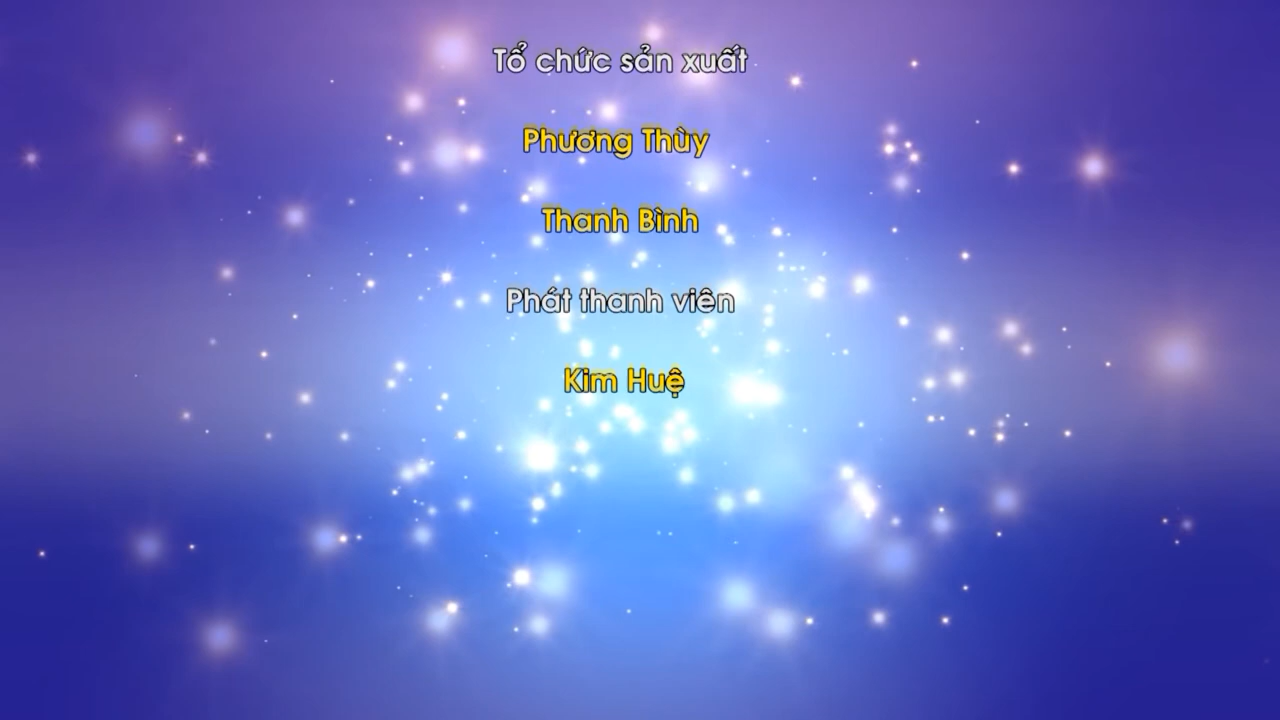 Tổ chức sản xuất
Phương Thùy
Thanh Bình
Phát thanh viên
Kim Huệ